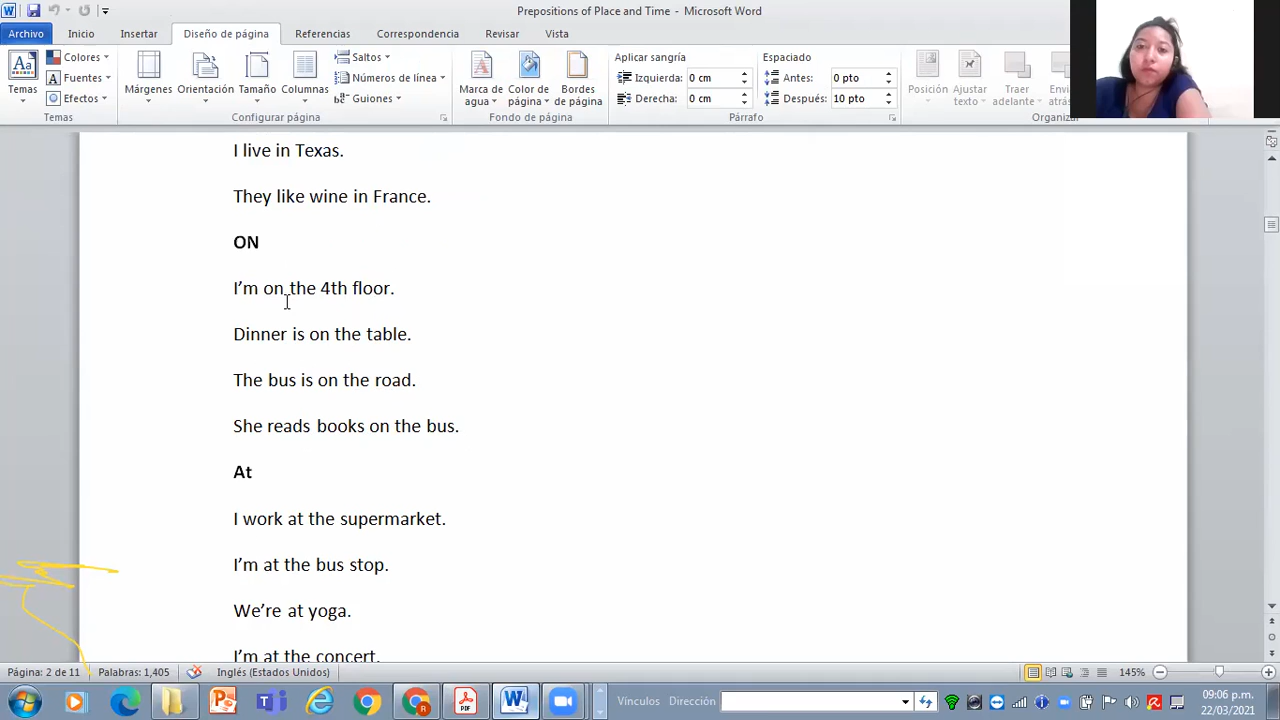 Prepositions of Place and Time - Microsoft Word
Archivo Inicio Insertar Diseño de página Referencias Correspondencia Revisar Vista
Colores Saltos Aplicar sangría Espaciado
Aa Fuentes Números de línea Izquierda: 0 cm Antes: 0 pto
Temas Efectos Márgenes Orientación Tamaño Columnas Guiones Marca de agua Color de página Bordes de página Derecha: 0 cm Después: 10 pto Posición Ajustar texto Traer adelante
Temas Configurar página Fondo de página Párrafo Organizar
I live in Texas.
They like wine in France.
ON
I'm on the 4th floor.
Dinner is on the table.
The bus is on the road.
She reads books on the bus.
At
I work at the supermarket.
I'm at the bus stop.
We're at yoga.
I'm at the concert.
Página: 2 de 11 Palabras: 1,405 Inglés (Estados Unidos) 145%
Vínculos Dirección 09:06 p.m.
22/03/2021